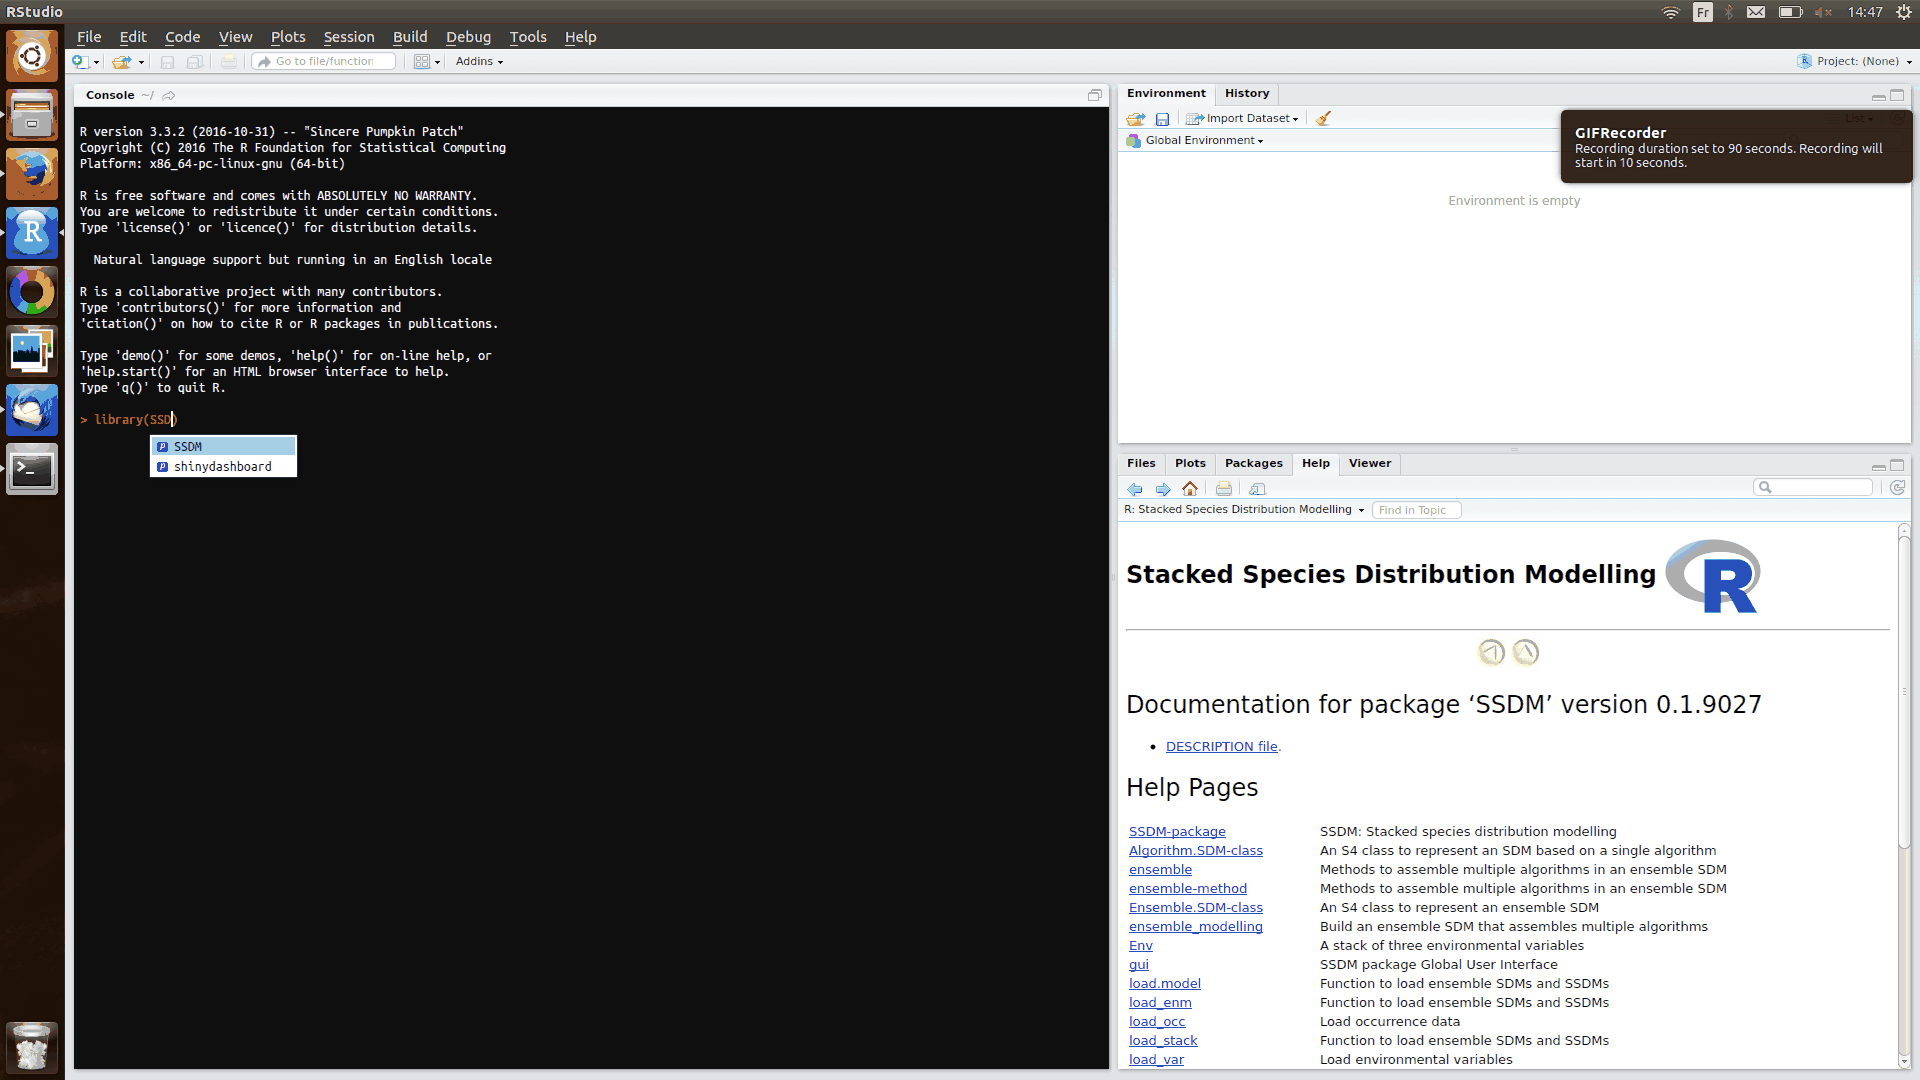 RStudio
Fr
14:47
File Edit Code View Plots Session Build Debug Tools Help
Go to file/function
Addins
Project: (None)
Console ~/
R version 3.3.2 (2016-10-31) -- "Sincere Pumpkin Patch"
Copyright (C) 2016 The R Foundation for Statistical Computing
Platform: x86_64-pc-linux-gnu (64-bit)
R is free software and comes with ABSOLUTELY NO WARRANTY.
You are welcome to redistribute it under certain conditions.
Type 'license()' or 'licence()' for distribution details.
Natural language support but running in an English locale
R is a collaborative project with many contributors.
Type 'contributors()' for more information and
'citation()' on how to cite R or R packages in publications.
Type 'demo()' for some demos, 'help()' for on-line help, or
'help.start()' for an HTML browser interface to help.
Type 'q()' to quit R.
> library(SSD)
SSDM
shinydashboard
Environment History
Import Dataset
List
Global Environment
GIFRecorder
Recording duration set to 90 seconds. Recording will
start in 10 seconds.
Environment is empty
Files Plots Packages Help Viewer
R: Stacked Species Distribution Modelling
Find in Topic
Stacked Species Distribution Modelling
R
Documentation for package ‘SSDM’ version 0.1.9027
• DESCRIPTION file.
Help Pages
SSDM-package SSDM: Stacked species distribution modelling
Algorithm.SDM-class An S4 class to represent an SDM based on a single algorithm
ensemble Methods to assemble multiple algorithms in an ensemble SDM
ensemble-method Methods to assemble multiple algorithms in an ensemble SDM
Ensemble.SDM-class An S4 class to represent an ensemble SDM
ensemble_modelling Build an ensemble SDM that assembles multiple algorithms
Env A stack of three environmental variables
gui SSDM package Global User Interface
load.model Function to load ensemble SDMs and SSDMs
load_enm Function to load ensemble SDMs and SSDMs
load_occ Load occurrence data
load_stack Function to load ensemble SDMs and SSDMs
load_var Load environmental variables